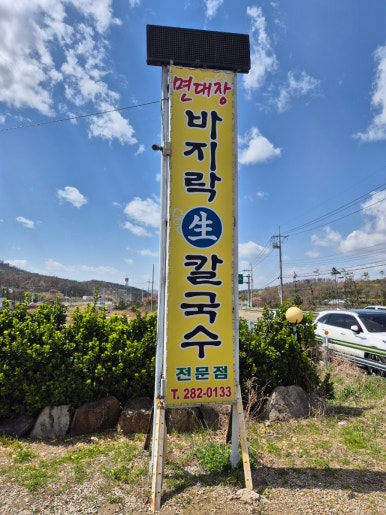 면대장
바지락
生
칼국수
전문점
T. 282-0133